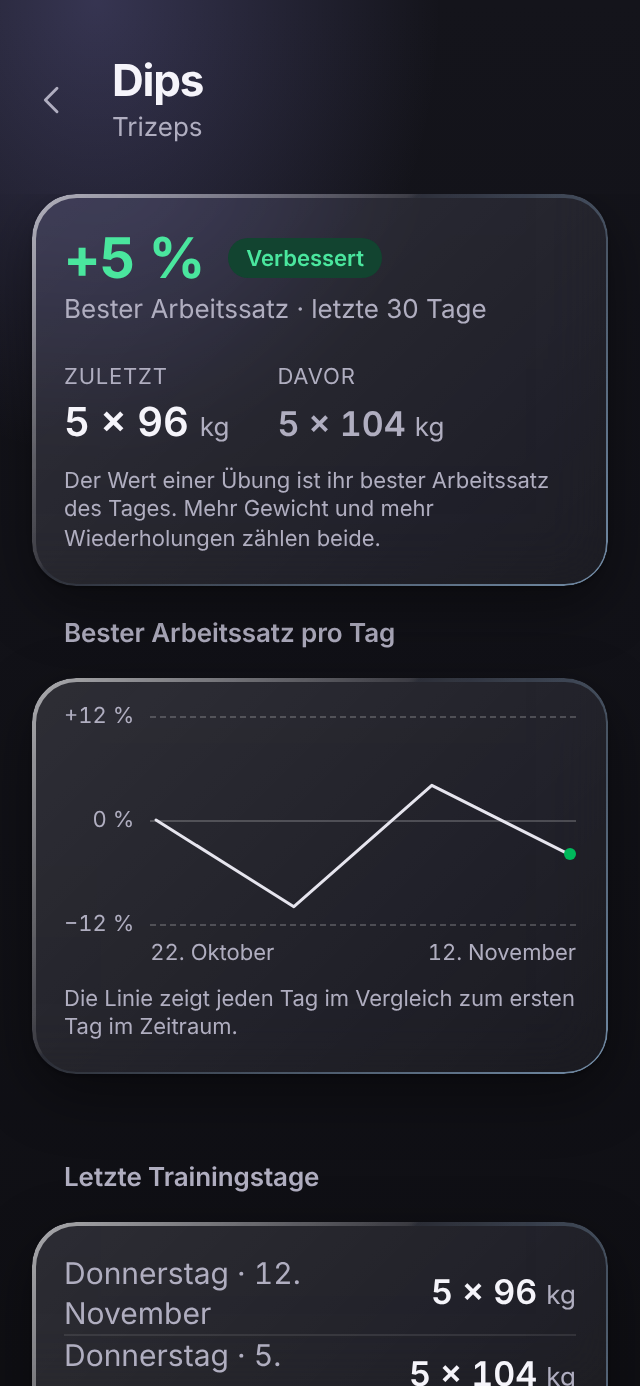 Dips
Trizeps
+5 % Verbessert
Bester Arbeitssatz · letzte 30 Tage
ZULETZT DAVOR
5 × 96 kg 5 × 104 kg
Der Wert einer Übung ist ihr bester Arbeitssatz
des Tages. Mehr Gewicht und mehr
Wiederholungen zählen beide.
Bester Arbeitssatz pro Tag
+12 %
0 %
−12 %
22. Oktober 12. November
Die Linie zeigt jeden Tag im Vergleich zum ersten
Tag im Zeitraum.
Letzte Trainingstage
Donnerstag · 12.
November
5 × 96 kg
Donnerstag · 5.
5 × 104 kg